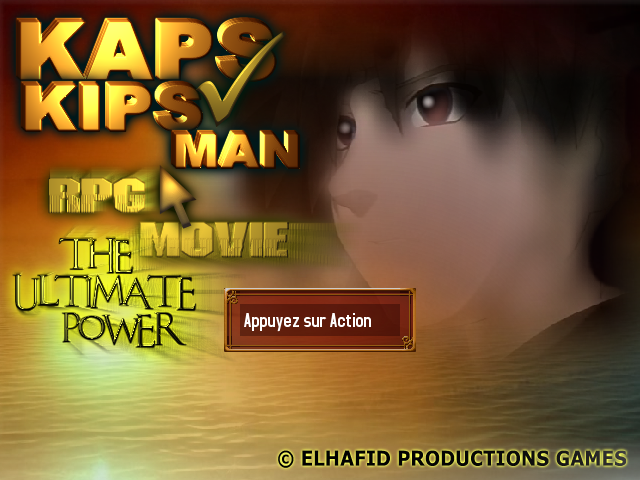 KAPS
KIPS
MAN
RPG
MOVIE
THE
ULTIMATE
POWER
Appuyez sur Action
© ELHAFID PRODUCTIONS GAMES